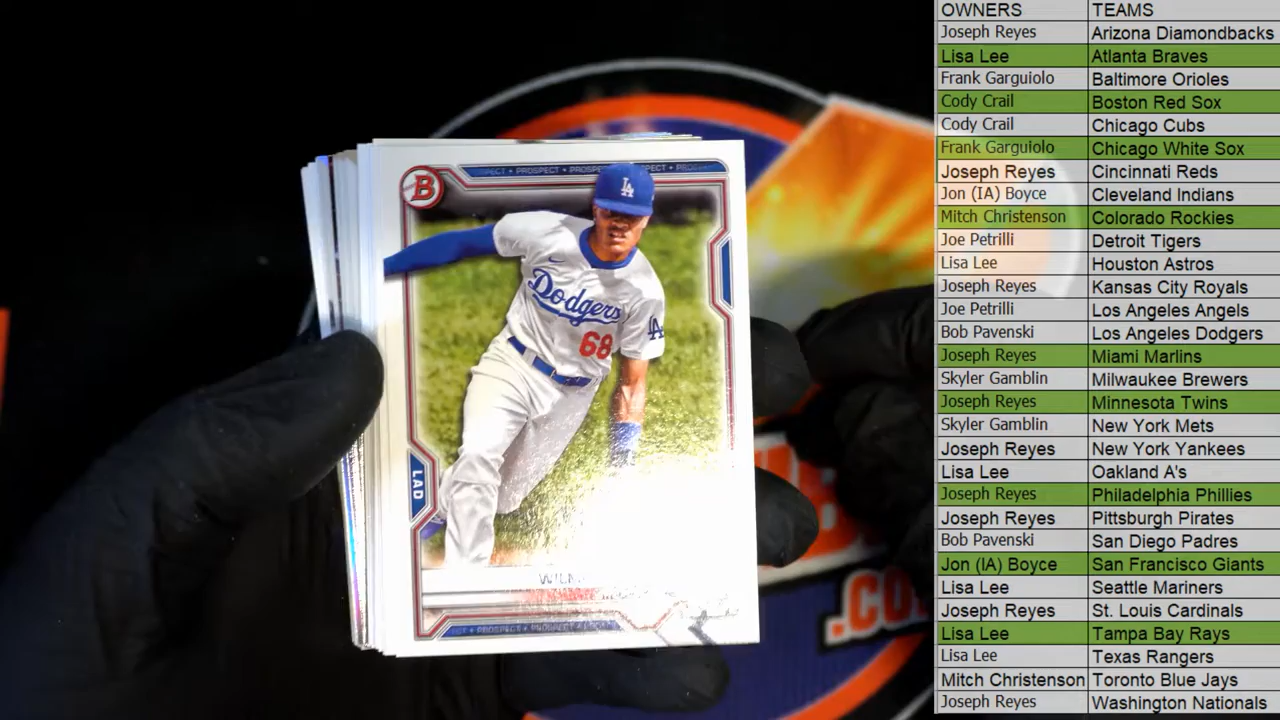 OWNERS TEAMS
Joseph Reyes Arizona Diamondbacks
Lisa Lee Atlanta Braves
Frank Garguiolo Baltimore Orioles
Cody Crail Boston Red Sox
Cody Crail Chicago Cubs
Frank Garguiolo Chicago White Sox
Joseph Reyes Cincinnati Reds
Jon (IA) Boyce Cleveland Indians
Mitch Christenson Colorado Rockies
Joe Petrilli Detroit Tigers
Lisa Lee Houston Astros
Joseph Reyes Kansas City Royals
Joe Petrilli Los Angeles Angels
Bob Pavenski Los Angeles Dodgers
Joseph Reyes Miami Marlins
Skyler Gamblin Milwaukee Brewers
Joseph Reyes Minnesota Twins
Skyler Gamblin New York Mets
Joseph Reyes New York Yankees
Lisa Lee Oakland A's
Joseph Reyes Philadelphia Phillies
Joseph Reyes Pittsburgh Pirates
Bob Pavenski San Diego Padres
Jon (IA) Boyce San Francisco Giants
Lisa Lee Seattle Mariners
Joseph Reyes St. Louis Cardinals
Lisa Lee Tampa Bay Rays
Lisa Lee Texas Rangers
Mitch Christenson Toronto Blue Jays
Joseph Reyes Washington Nationals
B
PROSPECT • PROSPECT • PROSPECT
LA
Dodgers
68
LA
LAD
PROSPECT • PROSPECT
.CO